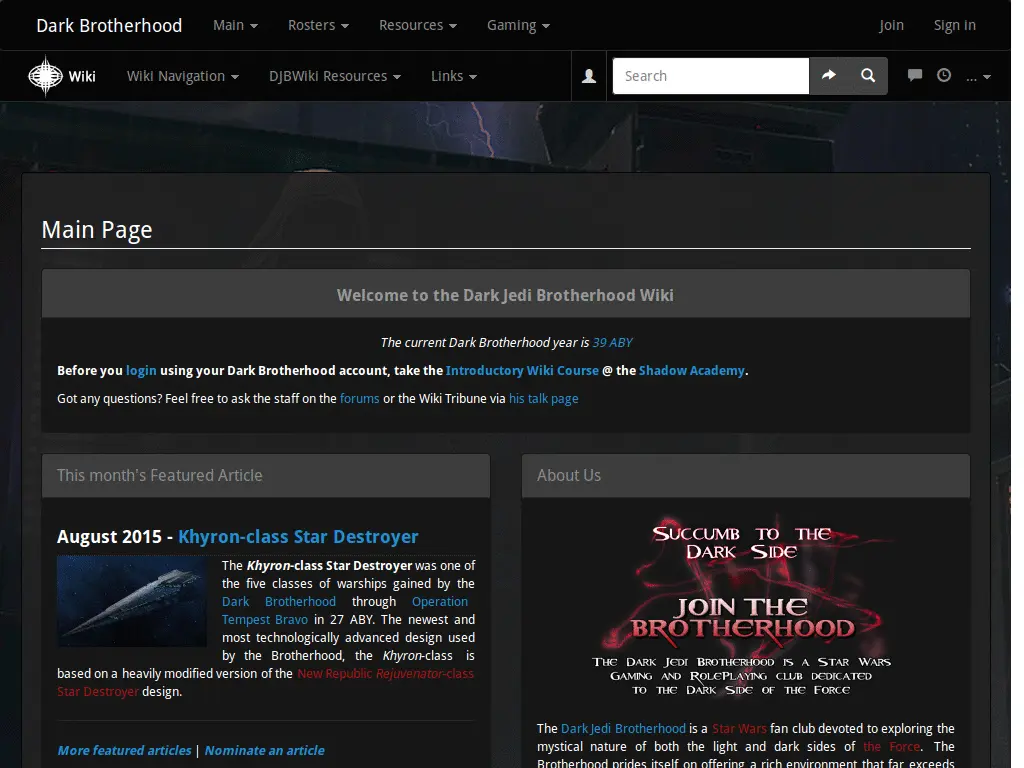 Dark Brotherhood Main Rosters Resources Gaming Join Sign in
Wiki Wiki Navigation DJBWiki Resources Links Search ...
Main Page
Welcome to the Dark Jedi Brotherhood Wiki
The current Dark Brotherhood year is 39 ABY
Before you login using your Dark Brotherhood account, take the Introductory Wiki Course @ the Shadow Academy.
Got any questions? Feel free to ask the staff on the forums or the Wiki Tribune via his talk page
This month's Featured Article
August 2015 - Khyron-class Star Destroyer
The Khyron-class Star Destroyer was one of
the five classes of warships gained by the
Dark Brotherhood through Operation
Tempest Bravo in 27 ABY. The newest and
most technologically advanced design used
by the Brotherhood, the Khyron-class is
based on a heavily modified version of the New Republic Rejuvenator-class
Star Destroyer design.
More featured articles | Nominate an article
About Us
Succumb to the
Dark Side
Join the
Brotherhood
The Dark Jedi Brotherhood is a Star Wars
Gaming and RolePlaying club dedicated
to the Dark Side of the Force
The Dark Jedi Brotherhood is a Star Wars fan club devoted to exploring the
mystical nature of both the light and dark sides of the Force. The
Brotherhood prides itself on offering a rich environment that far exceeds